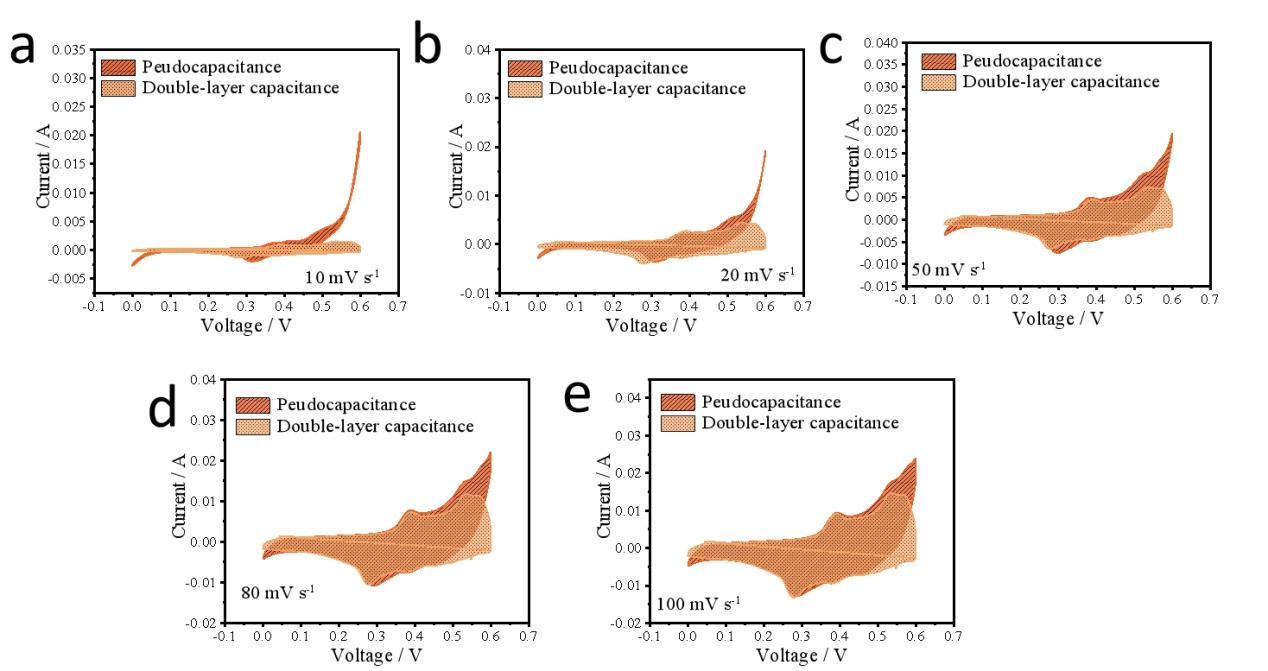 a
0.035
0.030
0.025
0.020
0.015
0.010
0.005
0.000
-0.005
Current / A
Peudocapacitance
Double-layer capacitance
10 mV s-1
-0.1 0.0 0.1 0.2 0.3 0.4 0.5 0.6 0.7
Voltage / V
b
0.04
0.03
0.02
0.01
0.00
-0.01
Current / A
Peudocapacitance
Double-layer capacitance
20 mV s-1
-0.1 0.0 0.1 0.2 0.3 0.4 0.5 0.6 0.7
Voltage / V
c
0.040
0.035
0.030
0.025
0.020
0.015
0.010
0.005
0.000
-0.005
-0.010
-0.015
Current / A
Peudocapacitance
Double-layer capacitance
50 mV s-1
-0.1 0.0 0.1 0.2 0.3 0.4 0.5 0.6 0.7
Voltage / V
d
0.04
0.03
0.02
0.01
0.00
-0.01
-0.02
Current / A
Peudocapacitance
Double-layer capacitance
80 mV s-1
-0.1 0.0 0.1 0.2 0.3 0.4 0.5 0.6 0.7
Voltage / V
e
0.04
0.03
0.02
0.01
0.00
-0.01
-0.02
Current / A
Peudocapacitance
Double-layer capacitance
100 mV s-1
-0.1 0.0 0.1 0.2 0.3 0.4 0.5 0.6 0.7
Voltage / V